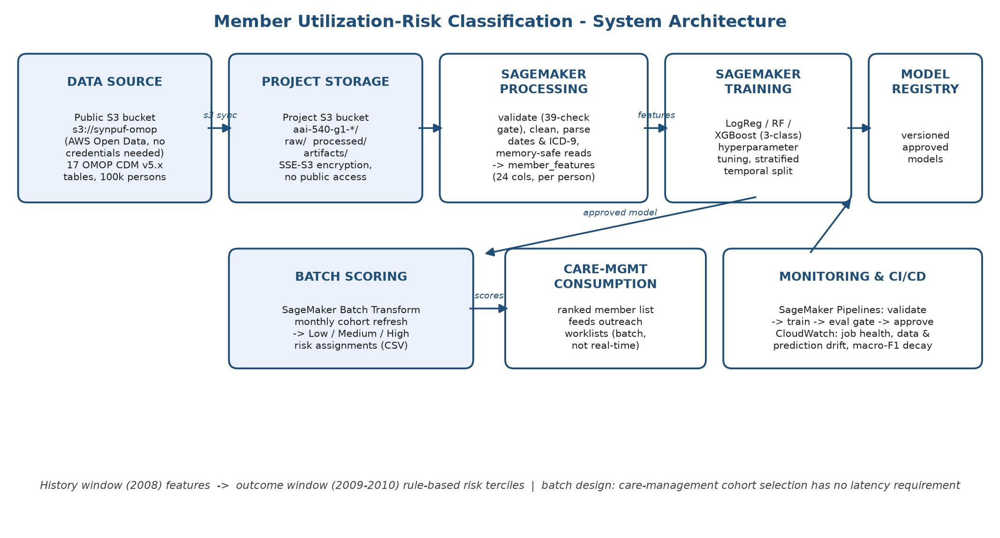 Member Utilization-Risk Classification - System Architecture
DATA SOURCE
Public S3 bucket
s3://synpuf-omop
(AWS Open Data, no
credentials needed)
17 OMOP CDM v5.x
tables, 100k persons
s3 sync
PROJECT STORAGE
Project S3 bucket
aai-540-g1-*/
raw/  processed/
artifacts/
SSE-S3 encryption,
no public access
SAGEMAKER
PROCESSING
validate (39-check
gate), clean, parse
dates & ICD-9,
memory-safe reads
-> member_features
(24 cols, per person)
features
SAGEMAKER
TRAINING
LogReg / RF /
XGBoost (3-class)
hyperparameter
tuning, stratified
temporal split
MODEL
REGISTRY
versioned
approved
models
approved model
BATCH SCORING
SageMaker Batch Transform
monthly cohort refresh
-> Low / Medium / High
risk assignments (CSV)
scores
CARE-MGMT
CONSUMPTION
ranked member list
feeds outreach
worklists (batch,
not real-time)
MONITORING & CI/CD
SageMaker Pipelines: validate
-> train -> eval gate -> approve
CloudWatch: job health, data &
prediction drift, macro-F1 decay
History window (2008) features  ->  outcome window (2009-2010) rule-based risk terciles  |  batch design: care-management cohort selection has no latency requirement